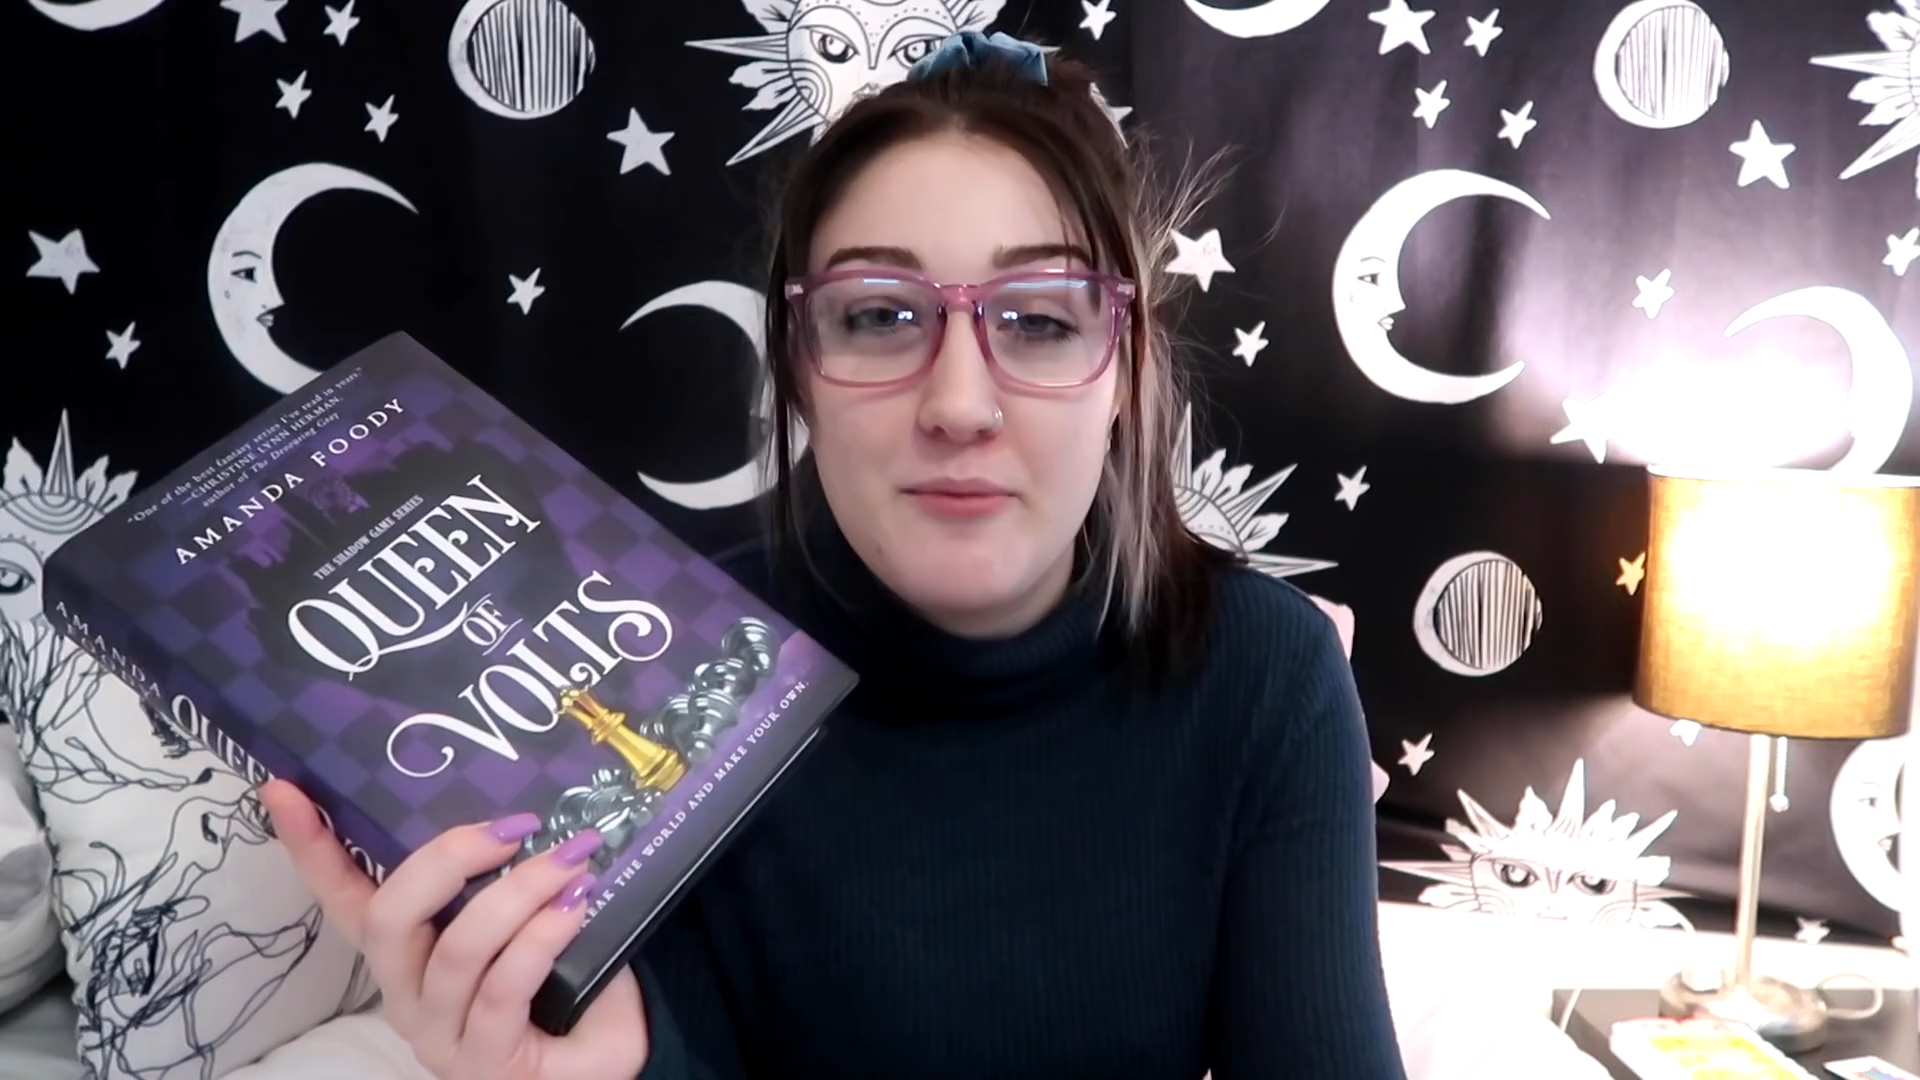 "One of the best fantasy series I've read in years."
—CHRISTINE LYNN HERMAN,
author of The Devouring Gray
AMANDA FOODY
THE SHADOW GAME SERIES
QUEEN
OF
VOLTS
THE WORLD AND MAKE YOUR OWN.
AMANDA